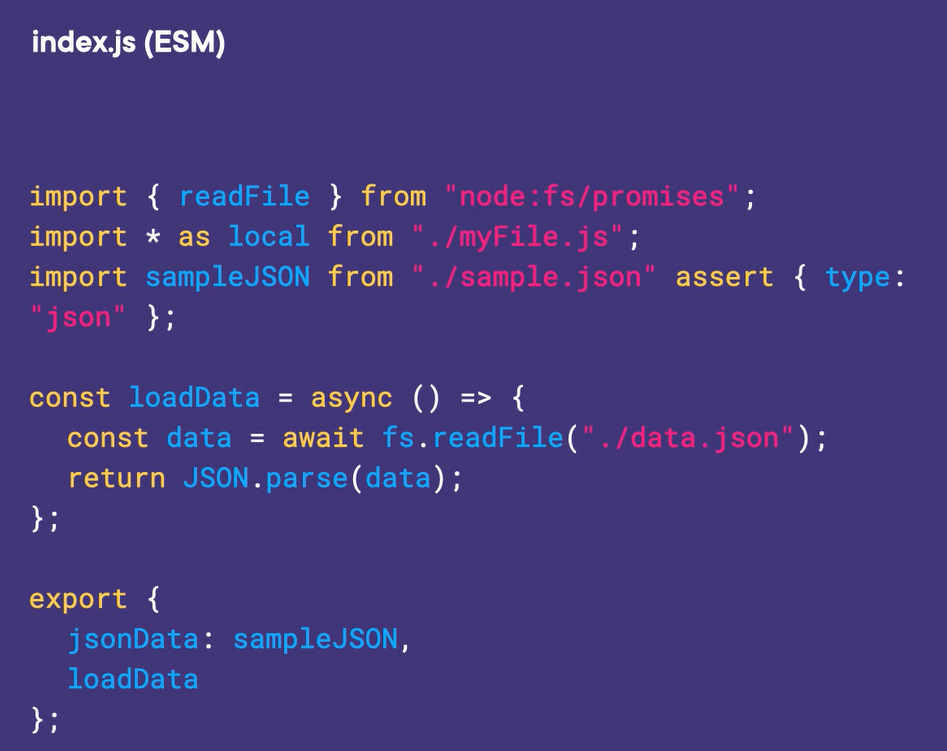 index.js (ESM)
import { readFile } from "node:fs/promises";
import * as local from "./myFile.js";
import sampleJSON from "./sample.json" assert { type:
"json" };
const loadData = async () => {
const data = await fs.readFile("./data.json");
return JSON.parse(data);
};
export {
jsonData: sampleJSON,
loadData
};